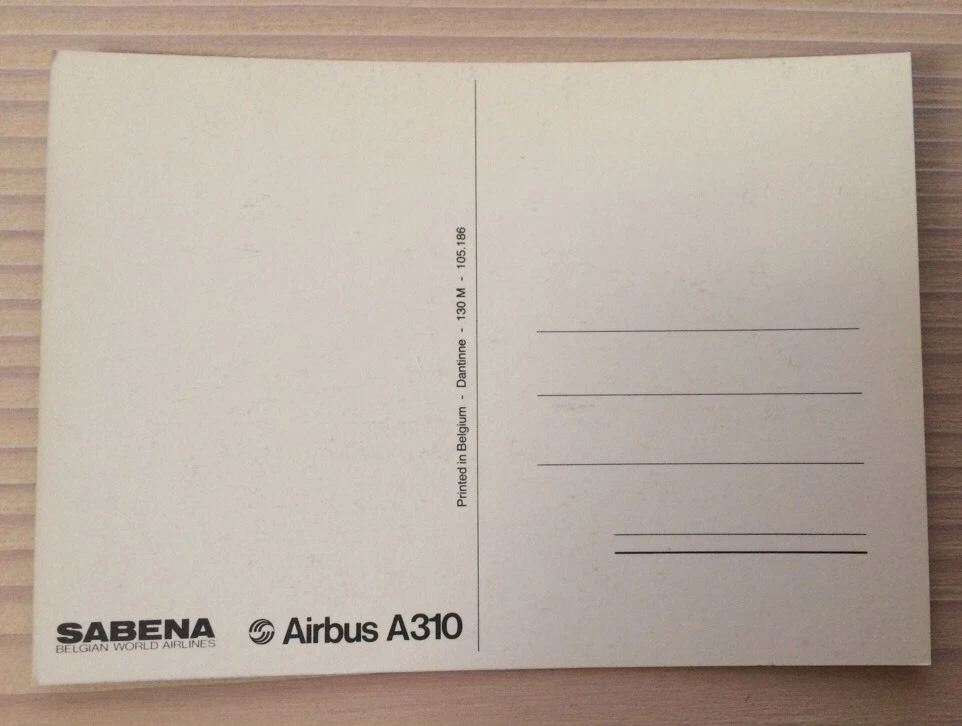 Printed in Belgium - Dantinne - 130 M - 105.186
SABENA
BELGIAN WORLD AIRLINES
Airbus A310